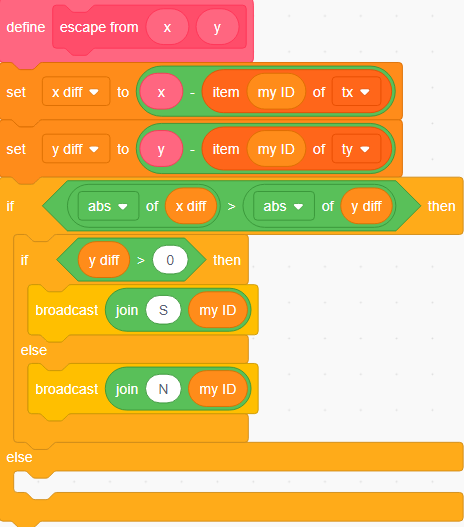 define escape from x y
set x diff to x - item my ID of tx
set y diff to y - item my ID of ty
if abs of x diff > abs of y diff then
if y diff > 0 then
broadcast join S my ID
else
broadcast join N my ID
else